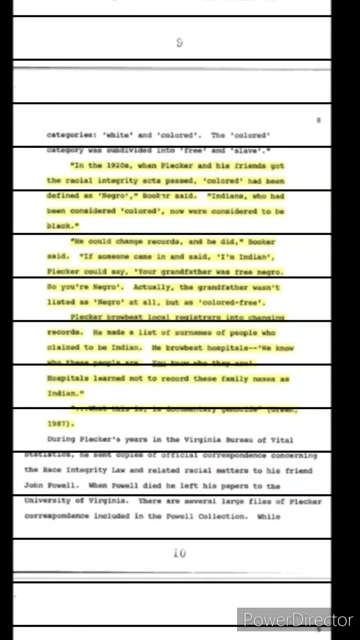 9
8
categories: 'white' and 'colored'. The 'colored'
category was subdivided into 'free' and 'slave'."
"In the 1920s, when Plecker and his friends got
the racial integrity acts passed, 'colored' had been
defined as 'Negro'," Booker said. "Indians, who had
been considered 'colored', now were considered to be
black."
"He could change records, and he did," Booker
said. "If someone came in and said, 'I'm Indian',
Plecker could say, 'Your grandfather was free negro.
So you're Negro'. Actually, the grandfather wasn't
listed as 'Negro' at all, but as 'colored-free'.
Plecker browbeat local registrars into changing
records. He made a list of surnames of people who
claimed to be Indian. He browbeat hospitals--'We know
who these people are. You know who they are!'
Hospitals learned not to record these family names as
Indian."
"...What this is, is documentary genocide" (Green,
1987).
During Plecker's years in the Virginia Bureau of Vital
Statistics, he sent copies of official correspondence concerning
the Race Integrity Law and related racial matters to his friend
John Powell. When Powell died he left his papers to the
University of Virginia. There are several large files of Plecker
correspondence included in the Powell Collection. While
10
PowerDirector